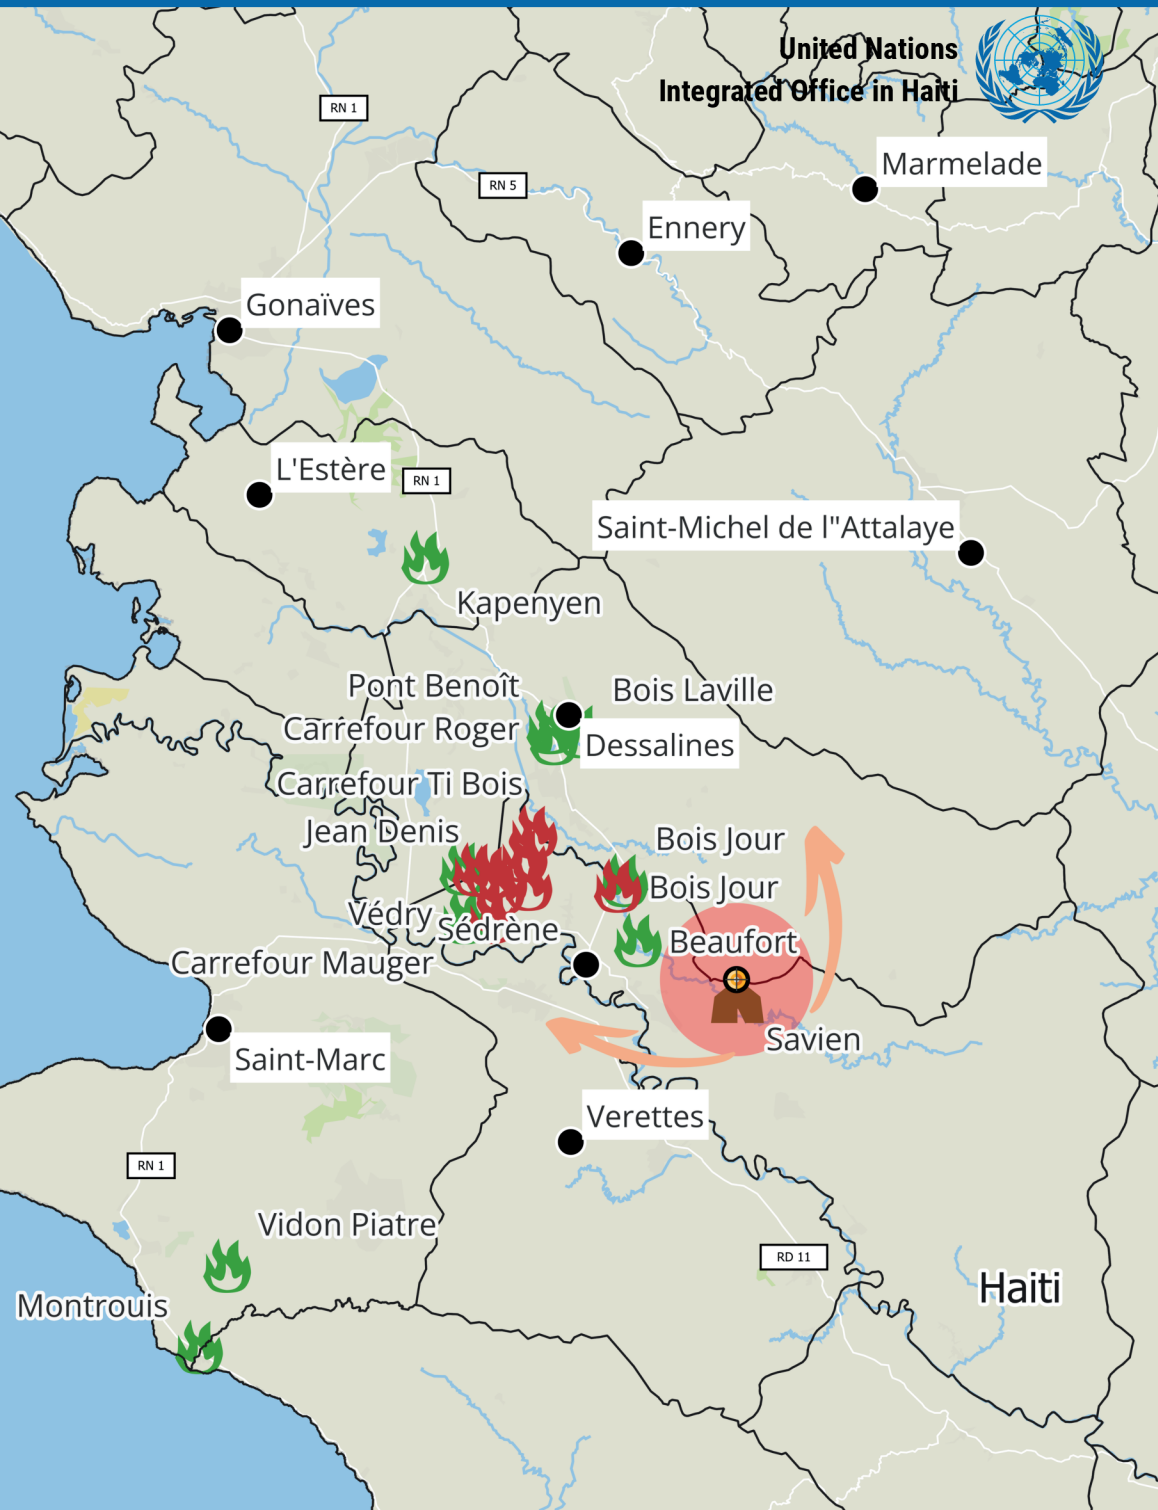 United Nations
Integrated Office in Haiti
RN 1
Marmelade
RN 5
Ennery
Gonaïves
L'Estère
RN 1
Saint-Michel de l"Attalaye
Kapenyen
Pont Benoît
Bois Laville
Carrefour Roger
Dessalines
Carrefour Ti Bois
Jean Denis
Bois Jour
Bois Jour
Védry
Sédrène
Beaufort
Carrefour Mauger
Savien
Saint-Marc
Verettes
RN 1
Vidon Piatre
RD 11
Haiti
Montrouis